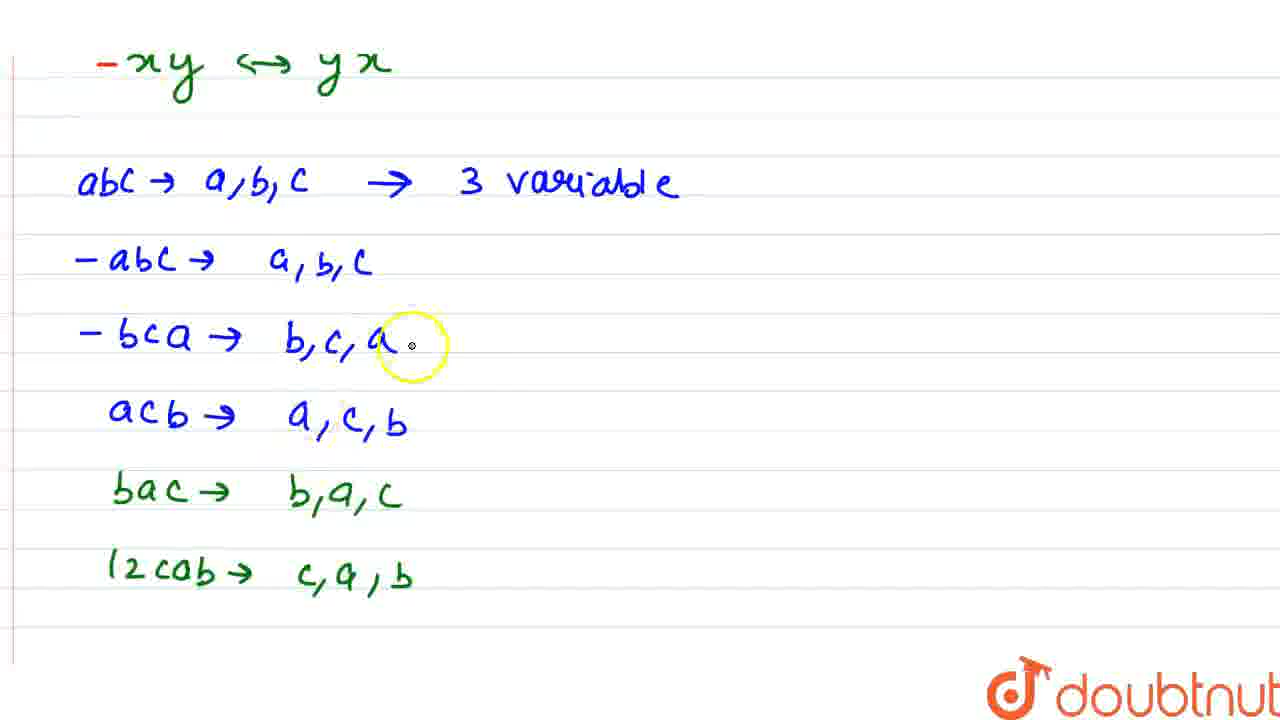 -xy ↔ yx
abc → a, b, c → 3 variable
-abc → a, b, c
-bca → b, c, a
acb → a, c, b
bac → b, a, c
12cab → c, a, b
doubtnut